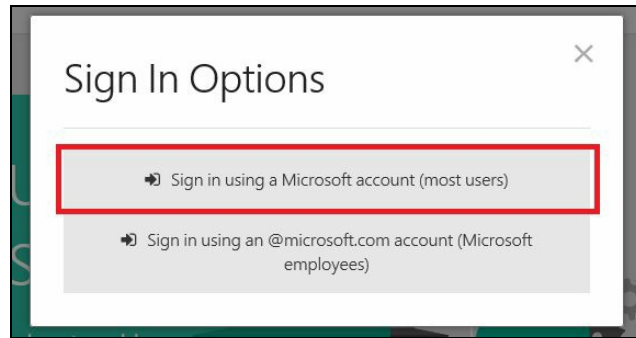 Sign In Options
Sign in using a Microsoft account (most users)
Sign in using an @microsoft.com account (Microsoft
employees)